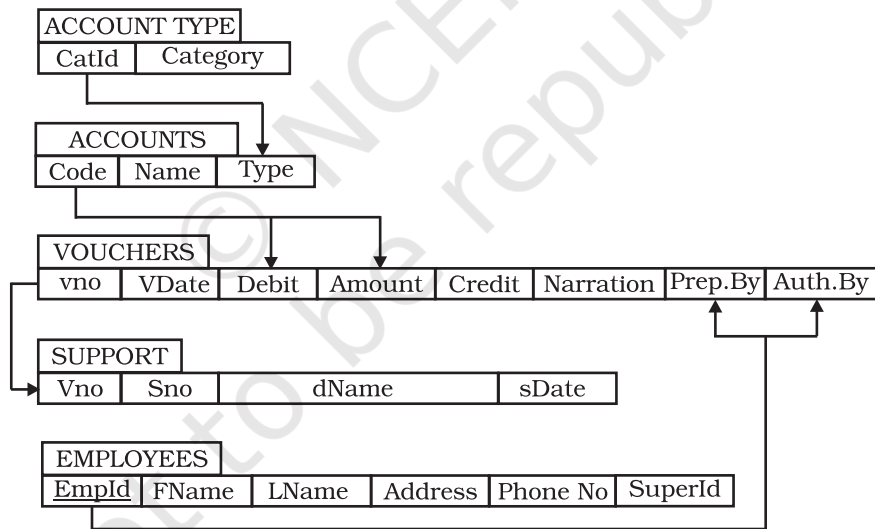 ACCOUNT TYPE
CatId Category
ACCOUNTS
Code Name Type
VOUCHERS
vno VDate Debit Amount Credit Narration Prep.By Auth.By
SUPPORT
Vno Sno dName sDate
EMPLOYEES
EmpId FName LName Address Phone No SuperId